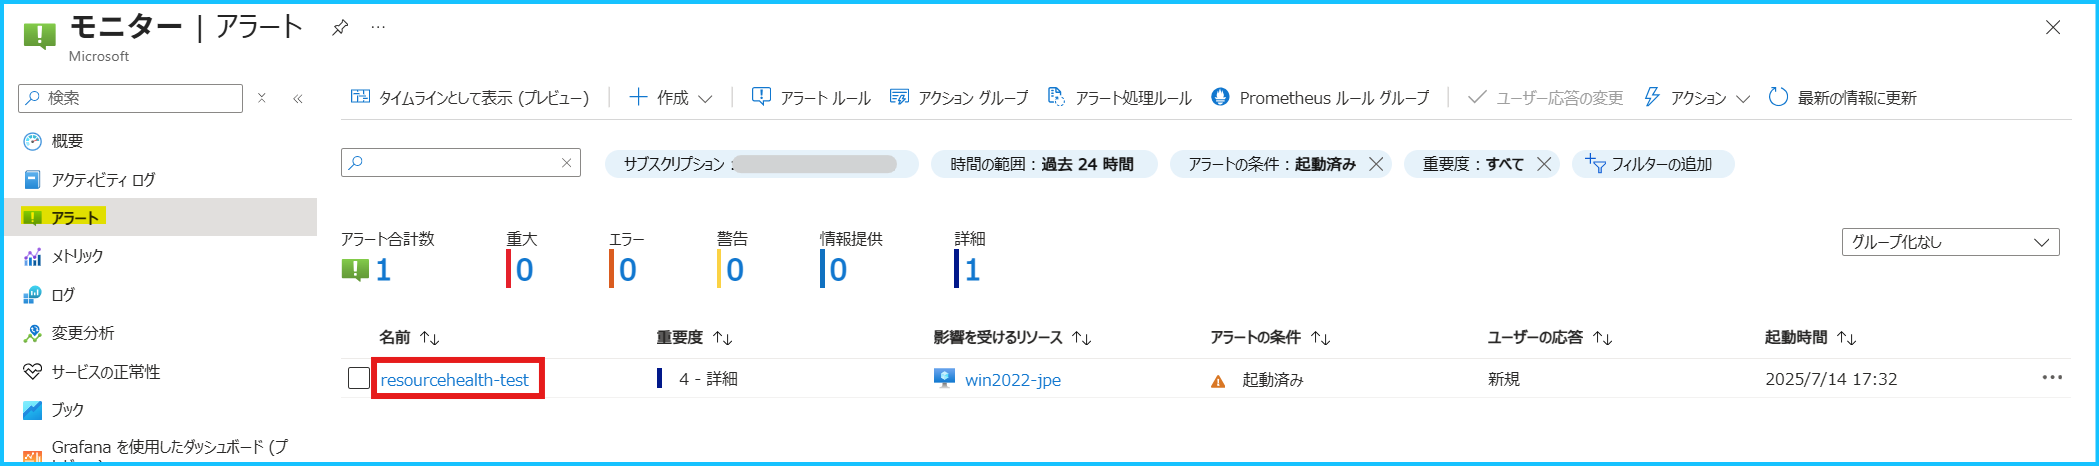 モニター | アラート
Microsoft
検索
概要
アクティビティ ログ
アラート
メトリック
ログ
変更分析
サービスの正常性
ブック
Grafana を使用したダッシュボード (プ
タイムラインとして表示 (プレビュー)
作成
アラート ルール
アクション グループ
アラート処理ルール
Prometheus ルール グループ
ユーザー応答の変更
アクション
最新の情報に更新
サブスクリプション :
時間の範囲 : 過去 24 時間
アラートの条件 : 起動済み
重要度 : すべて
フィルターの追加
アラート合計数 重大 エラー 警告 情報提供 詳細
1 0 0 0 0 1
グループ化なし
名前 重要度 影響を受けるリソース アラートの条件 ユーザーの応答 起動時間
resourcehealth-test 4 - 詳細 win2022-jpe 起動済み 新規 2025/7/14 17:32